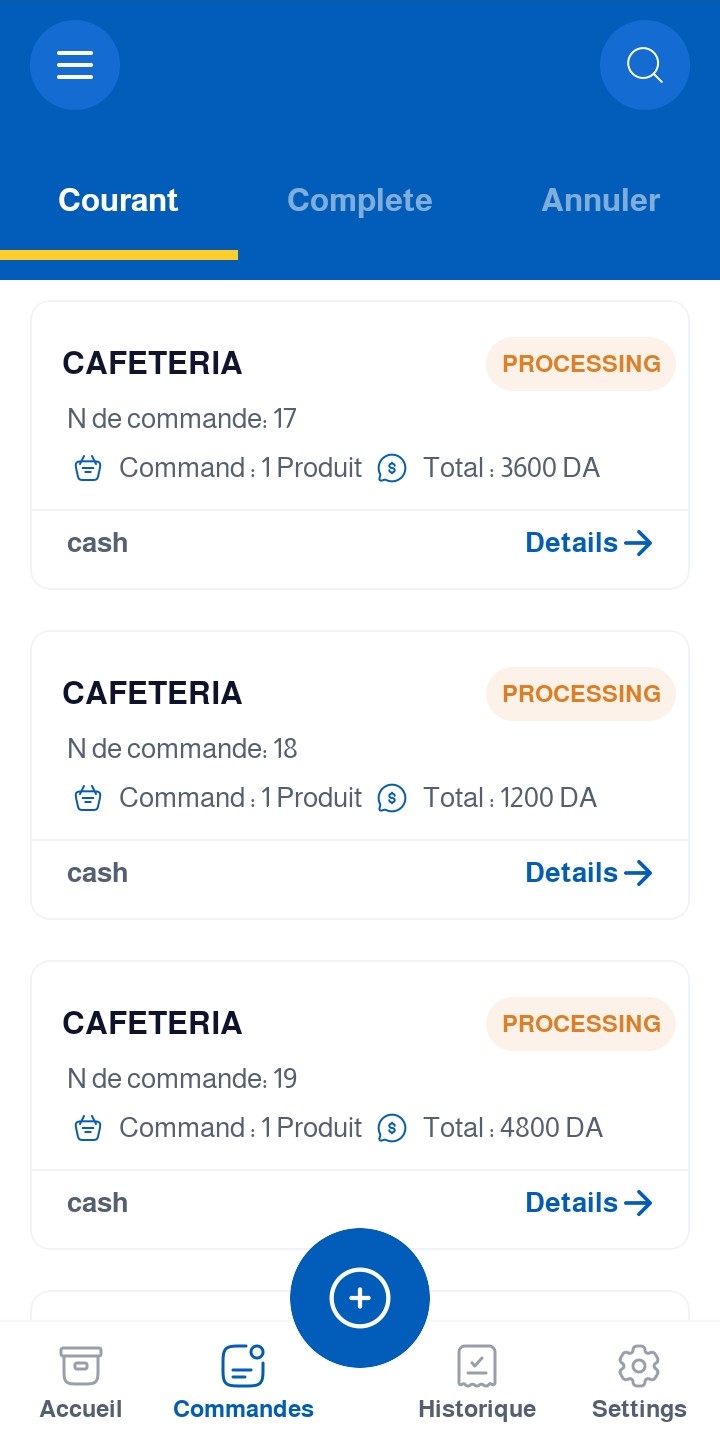 Courant Complete Annuler
CAFETERIA PROCESSING
N de commande: 17
Command : 1 Produit Total : 3600 DA
cash Details
CAFETERIA PROCESSING
N de commande: 18
Command : 1 Produit Total : 1200 DA
cash Details
CAFETERIA PROCESSING
N de commande: 19
Command : 1 Produit Total : 4800 DA
cash Details
Accueil Commandes Historique Settings